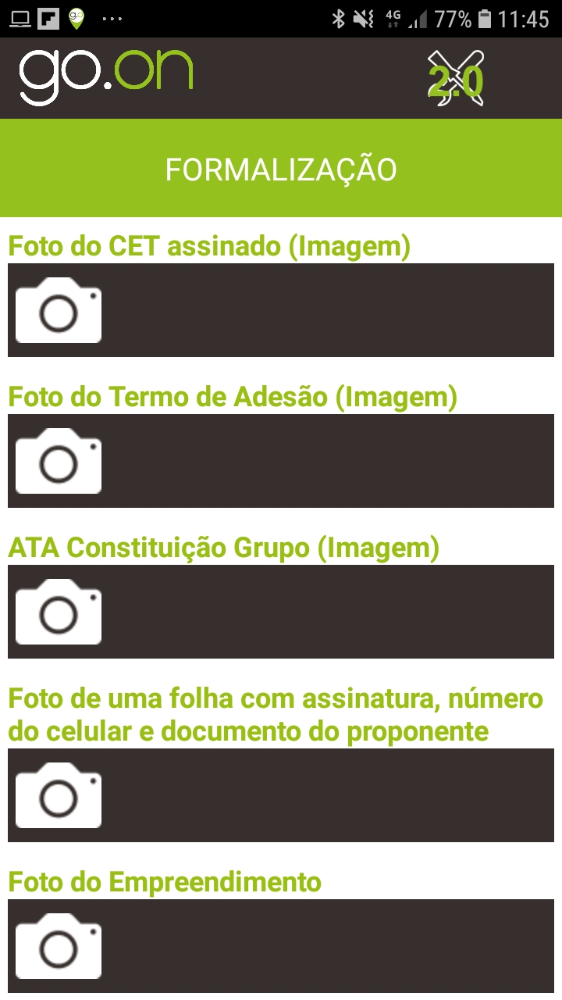 4G 77% 11:45
go.on 2.0
FORMALIZAÇÃO
Foto do CET assinado (Imagem)
Foto do Termo de Adesão (Imagem)
ATA Constituição Grupo (Imagem)
Foto de uma folha com assinatura, número
do celular e documento do proponente
Foto do Empreendimento